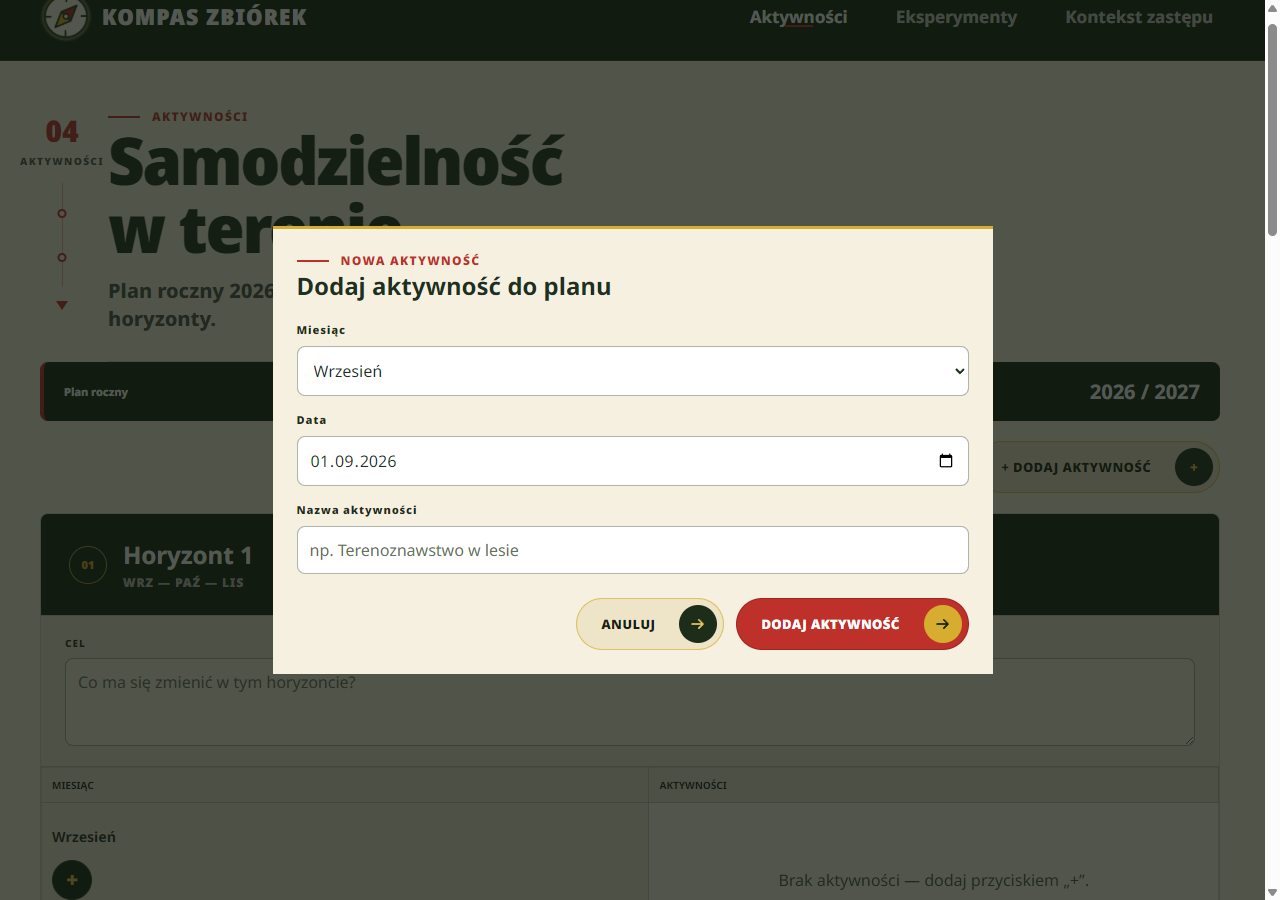 KOMPAS ZBIÓREK
Aktywności
Eksperymenty
Kontekst zastępu
04
AKTYWNOŚCI
AKTYWNOŚCI
Samodzielność
w terenie
Plan roczny 2026
horyzonty.
Plan roczny
2026 / 2027
+ DODAJ AKTYWNOŚĆ
+
NOWA AKTYWNOŚĆ
Dodaj aktywność do planu
Miesiąc
Wrzesień
Data
01.09.2026
Nazwa aktywności
np. Terenoznawstwo w lesie
ANULUJ
DODAJ AKTYWNOŚĆ
01
Horyzont 1
WRZ — PAŹ — LIS
CEL
Co ma się zmienić w tym horyzoncie?
MIESIĄC
AKTYWNOŚCI
Wrzesień
+
Brak aktywności — dodaj przyciskiem „+”.